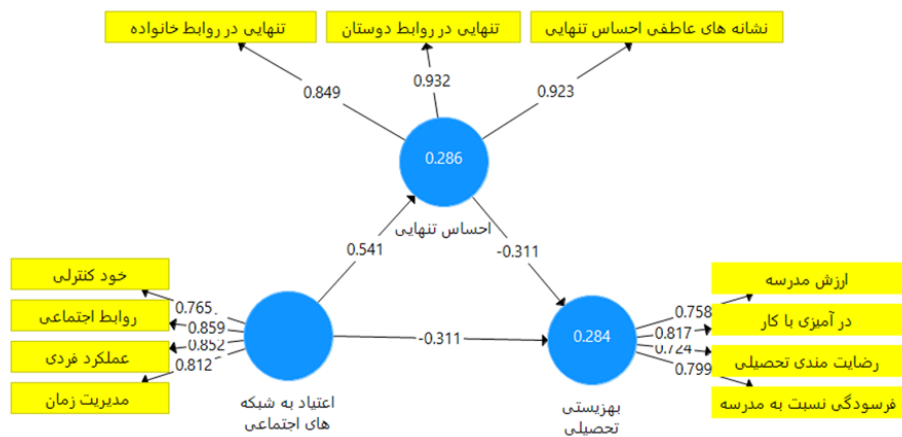 تنهایی در روابط خانواده
تنهایی در روابط دوستان
نشانه های عاطفی احساس تنهایی
0.849
0.932
0.923
0.286
احساس تنهایی
0.541
-0.311
خود کنترلی
روابط اجتماعی
عملکرد فردی
مدیریت زمان
0.765
0.859
0.852
0.812
اعتیاد به شبکه
های اجتماعی
-0.311
0.284
بهزیستی
تحصیلی
0.758
0.817
0.724
0.799
ارزش مدرسه
در آمیزی با کار
رضایت مندی تحصیلی
فرسودگی نسبت به مدرسه